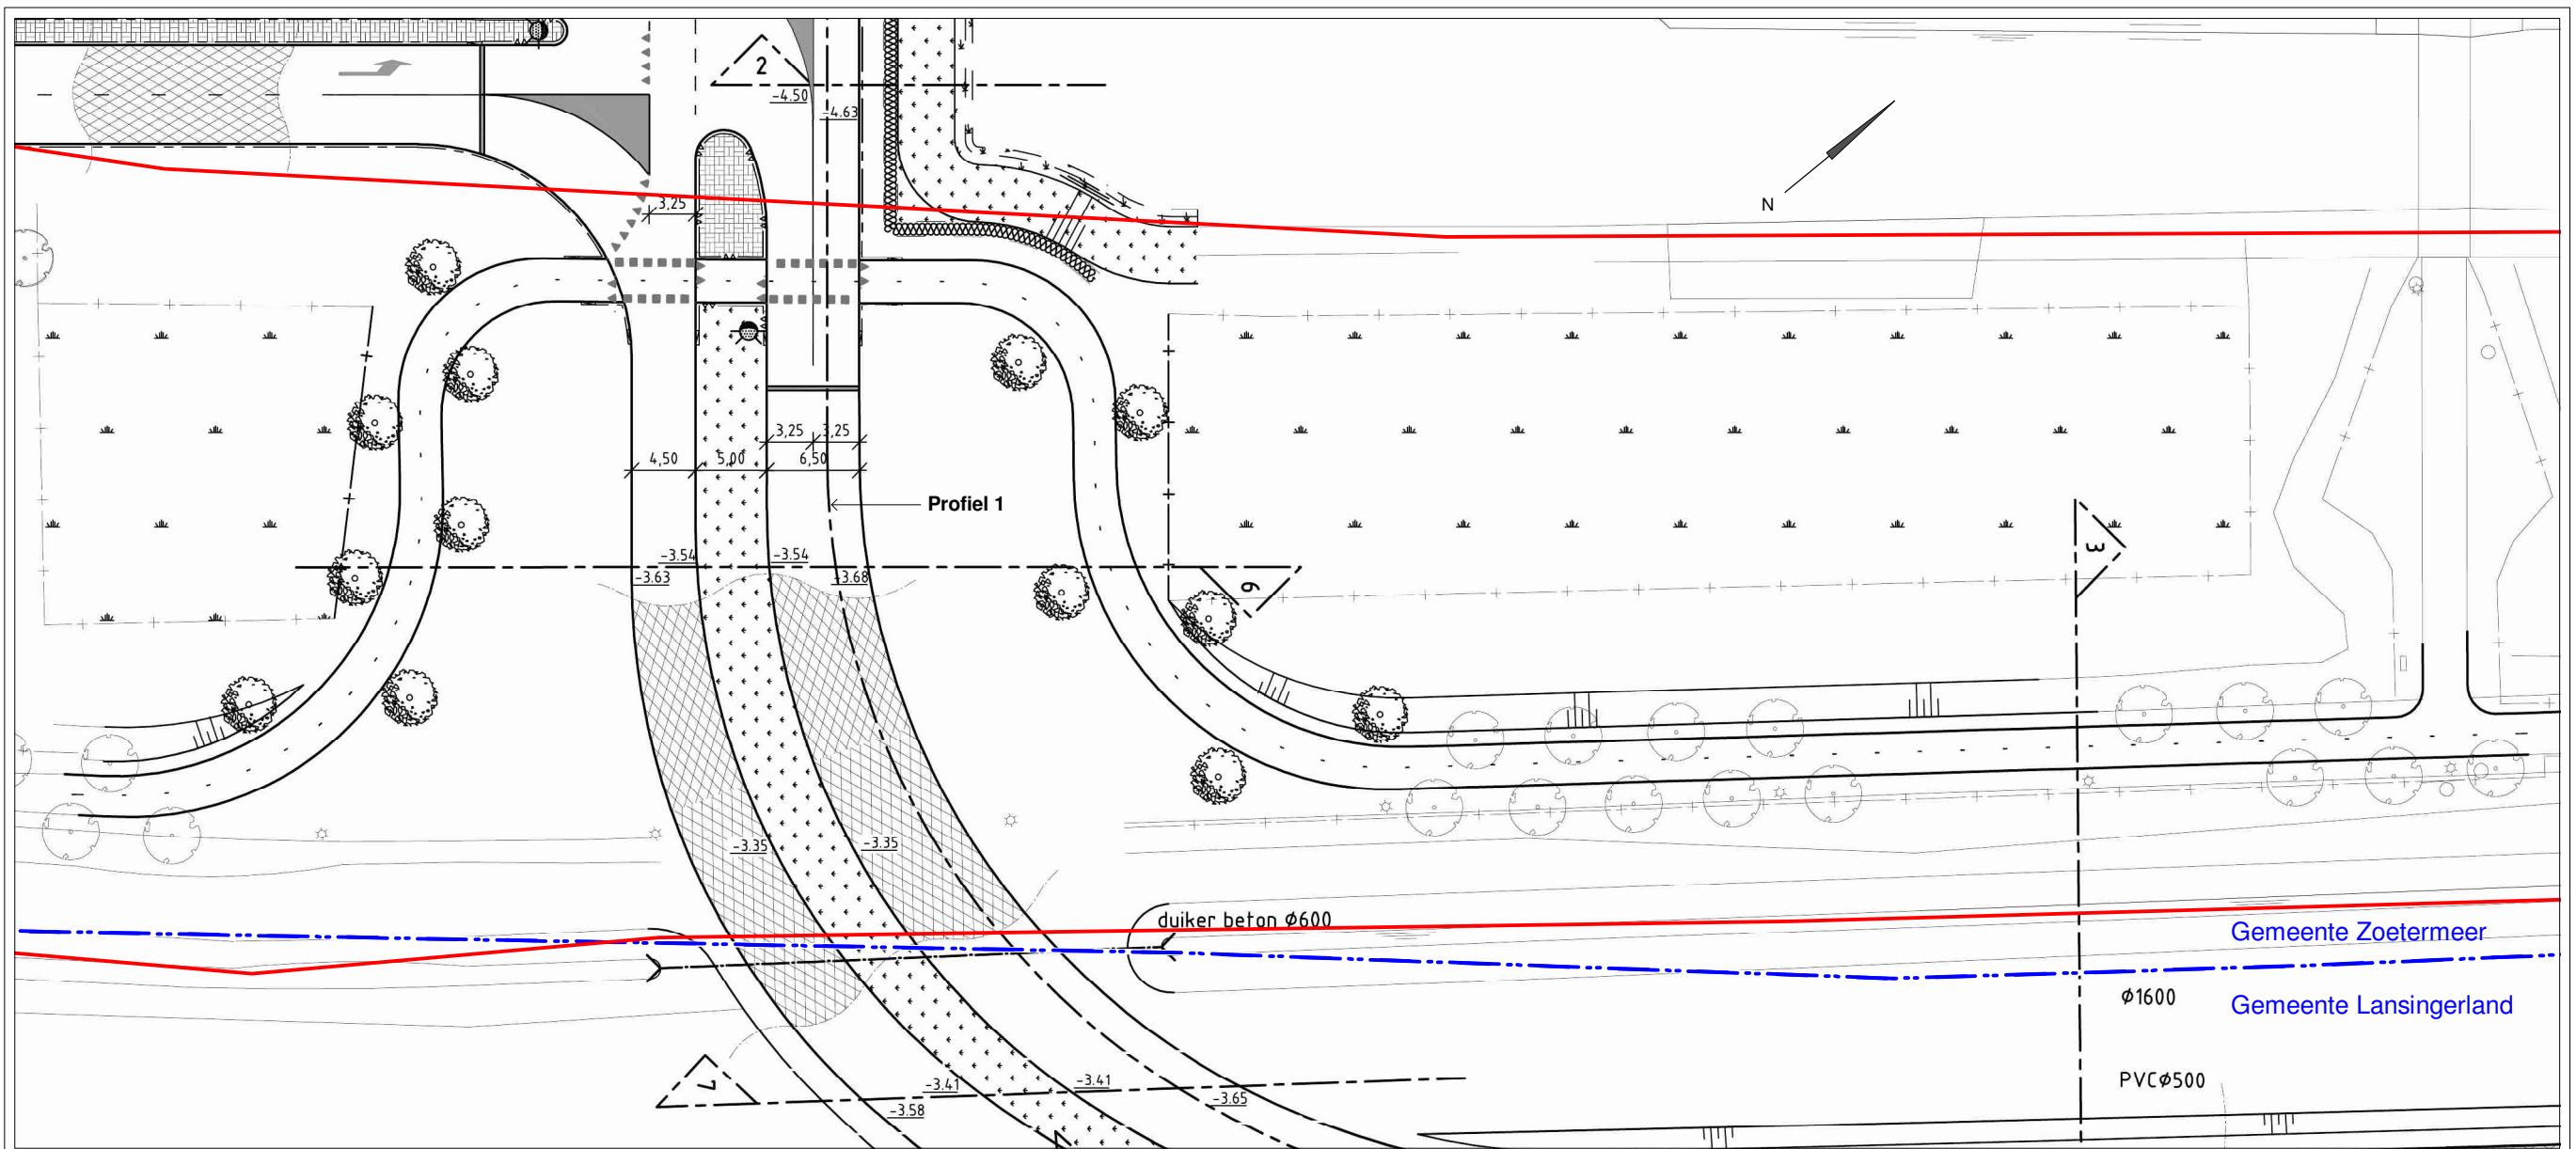 2
-4.50
-4.63
N
3,25
3,25 3,25
4,50 5,00 6,50
Profiel 1
-3.54 -3.54
-3.63 -3.68
6
3
-3.35 -3.35
duiker beton Ø600
Gemeente Zoetermeer
Ø1600
Gemeente Lansingerland
PVCØ500
7
-3.41 -3.41
-3.58 -3.65